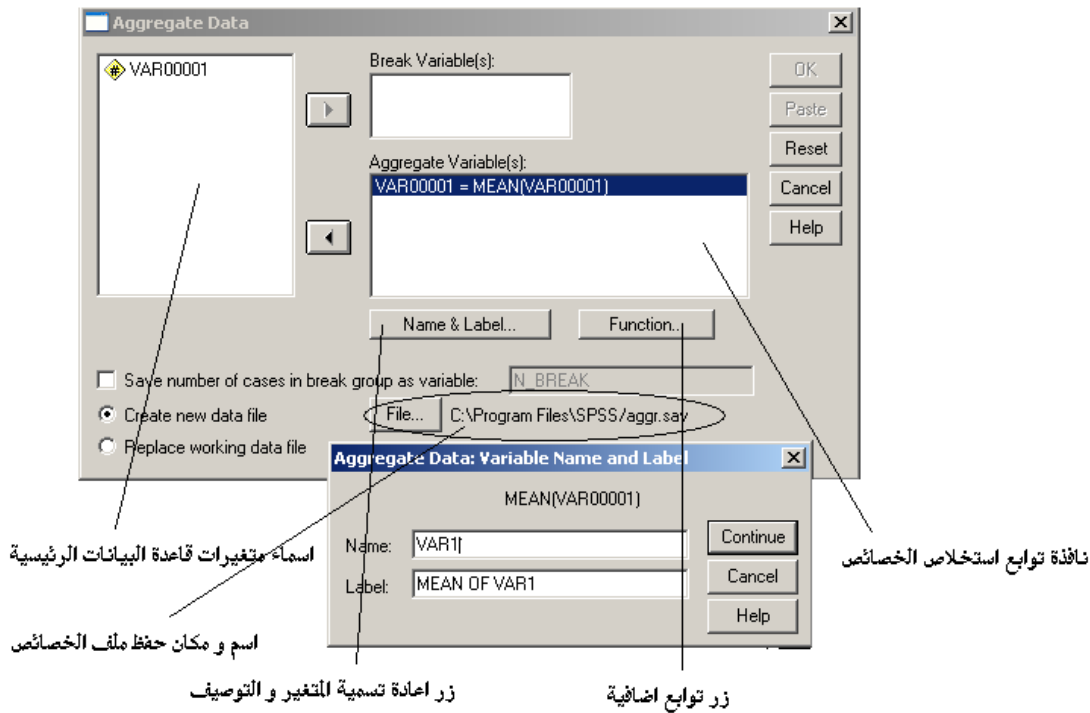 Aggregate Data
# VAR00001
Break Variable(s):
OK
Paste
Reset
Cancel
Help
Aggregate Variable(s):
VAR00001 = MEAN(VAR00001)
Name & Label...
Function...
Save number of cases in break group as variable:
N_BREAK
Create new data file
File...
C:\Program Files\SPSS/aggr.sav
Replace working data file
Aggregate Data: Variable Name and Label
MEAN(VAR00001)
Name:
VAR1
Label:
MEAN OF VAR1
Continue
Cancel
Help
اسماء متغيرات قاعدة البيانات الرئيسية
نافذة توابع استخلاص الخصائص
اسم و مكان حفظ ملف الخصائص
زر اعادة تسمية المتغير و التوصيف
زر توابع اضافية